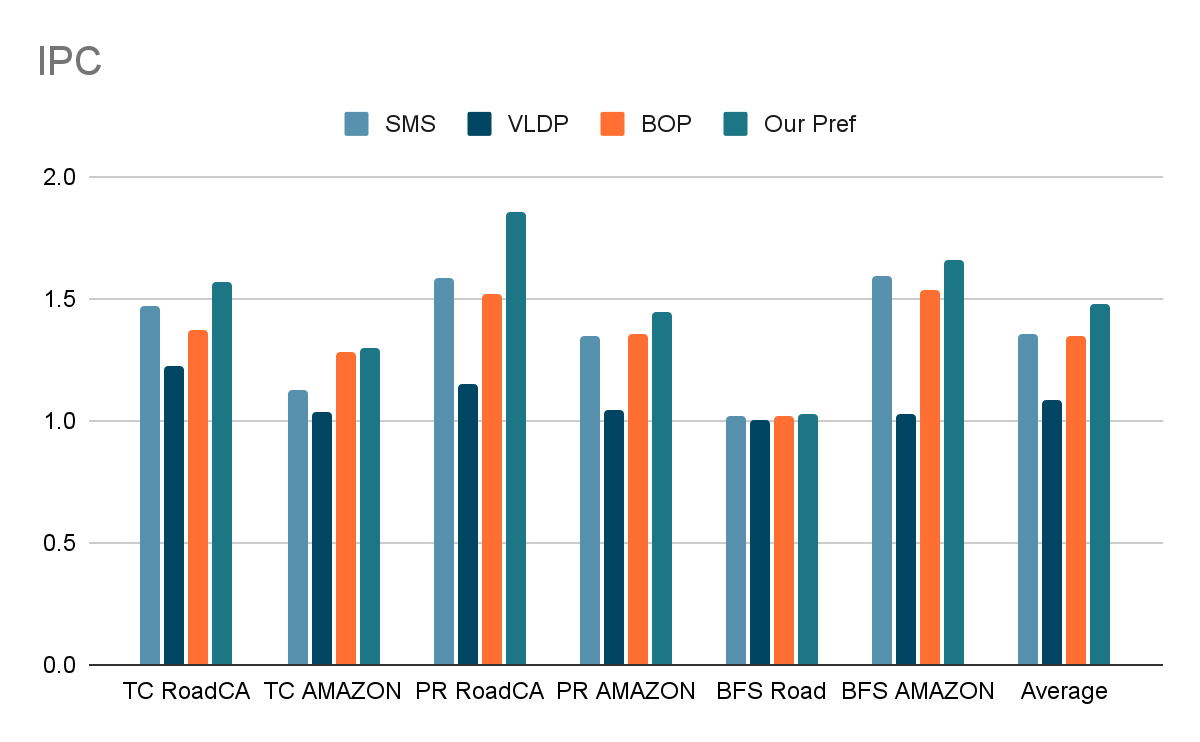 IPC
SMS VLDP BOP Our Pref
2.0
1.5
1.0
0.5
0.0
TC RoadCA TC AMAZON PR RoadCA PR AMAZON BFS Road BFS AMAZON Average